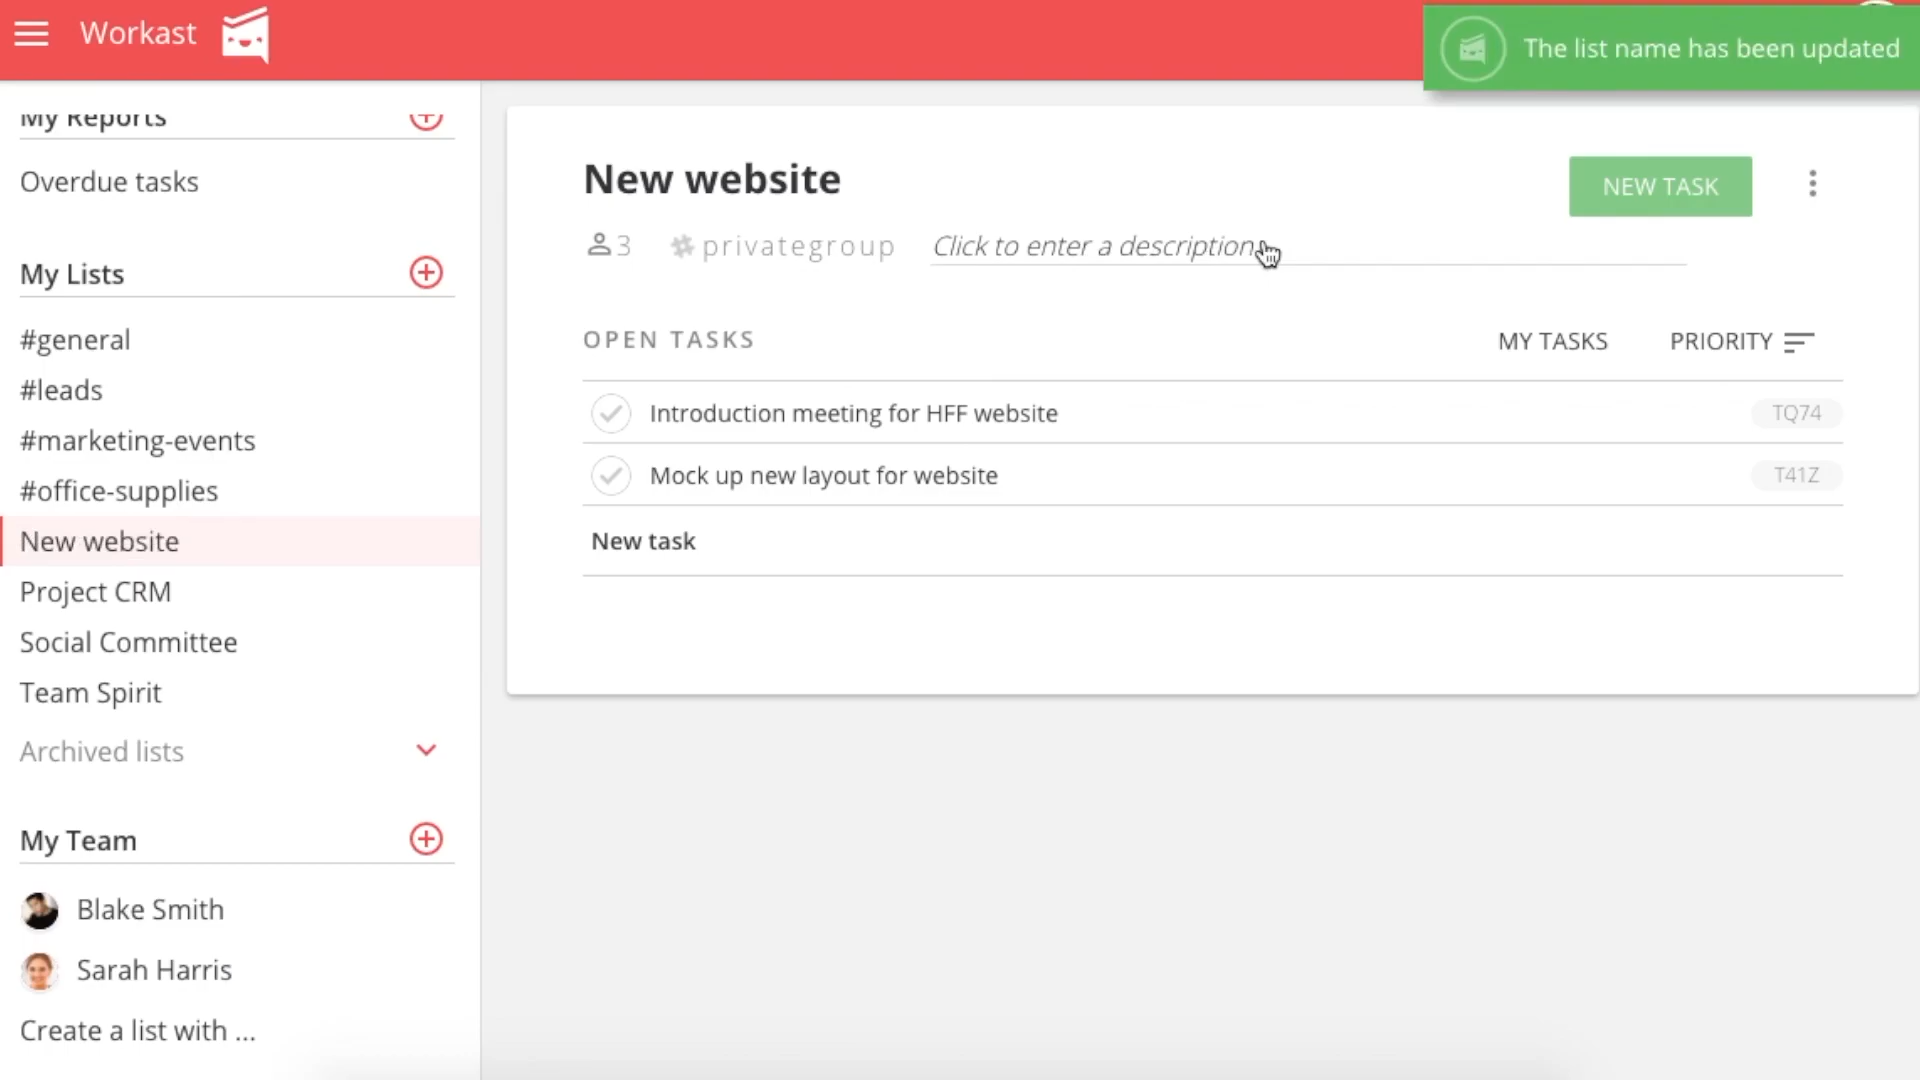 Workast
The list name has been updated
My Reports
Overdue tasks
My Lists
#general
#leads
#marketing-events
#office-supplies
New website
Project CRM
Social Committee
Team Spirit
Archived lists
My Team
Blake Smith
Sarah Harris
Create a list with ...
New website
NEW TASK
3 #privategroup Click to enter a description
OPEN TASKS MY TASKS PRIORITY
Introduction meeting for HFF website TQ74
Mock up new layout for website T41Z
New task